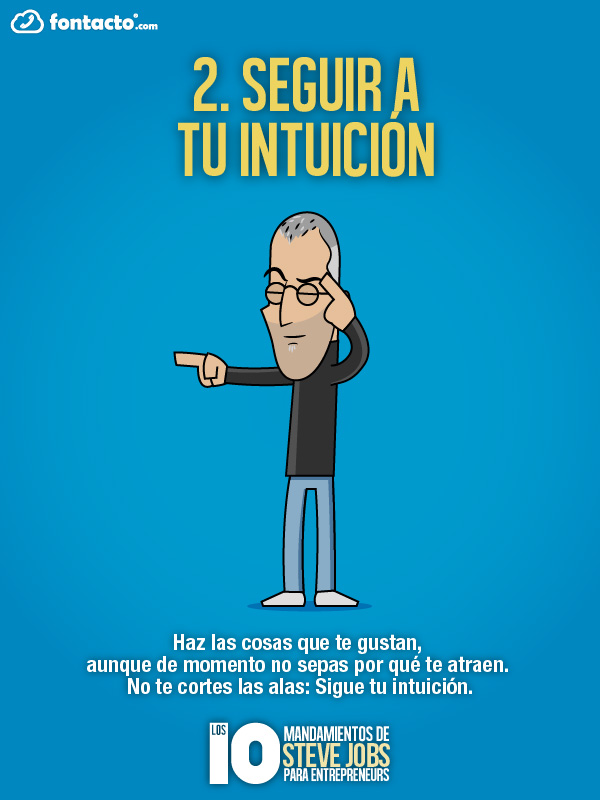 fontacto®.com
2. SEGUIR A
TU INTUICIÓN
Haz las cosas que te gustan,
aunque de momento no sepas por qué te atraen.
No te cortes las alas: Sigue tu intuición.
LOS 10 MANDAMIENTOS DE
STEVE JOBS
PARA ENTREPRENEURS